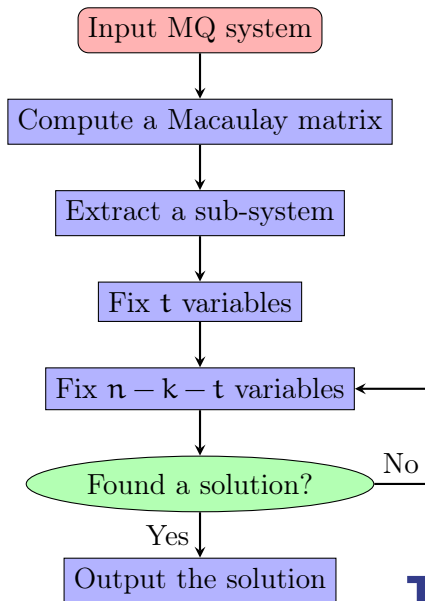 Input MQ system
Compute a Macaulay matrix
Extract a sub-system
Fix t variables
Fix n − k − t variables
Found a solution?
No
Yes
Output the solution